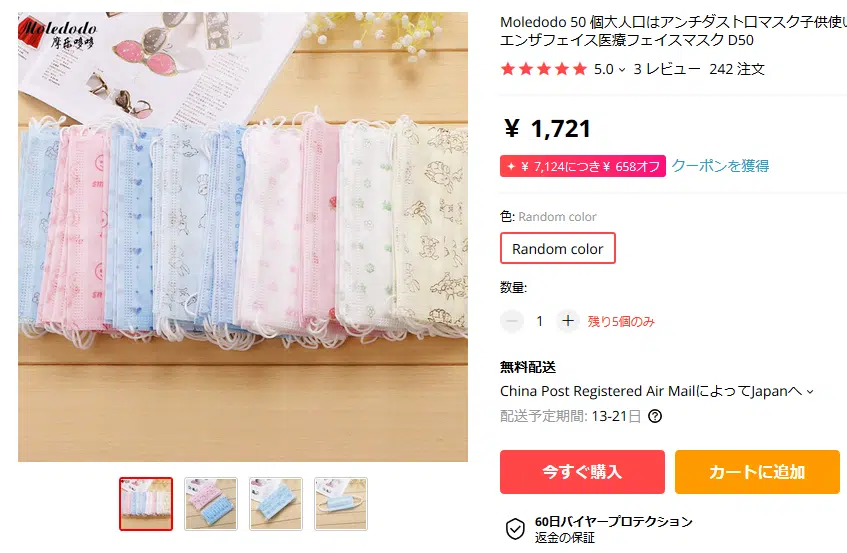 Moledodo
摩朵哆哆
Moledodo 50 個大人口はアンチダストロマスク子供使い
エンザフェイス医療フェイスマスク D50
5.0 3 レビュー 242 注文
¥ 1,721
¥ 7,124につき¥ 658オフ クーポンを獲得
色: Random color
Random color
数量:
1 残り5個のみ
無料配送
China Post Registered Air MailによってJapanへ
配送予定期間: 13-21日
今すぐ購入 カートに追加
60日バイヤープロテクション
返金の保証